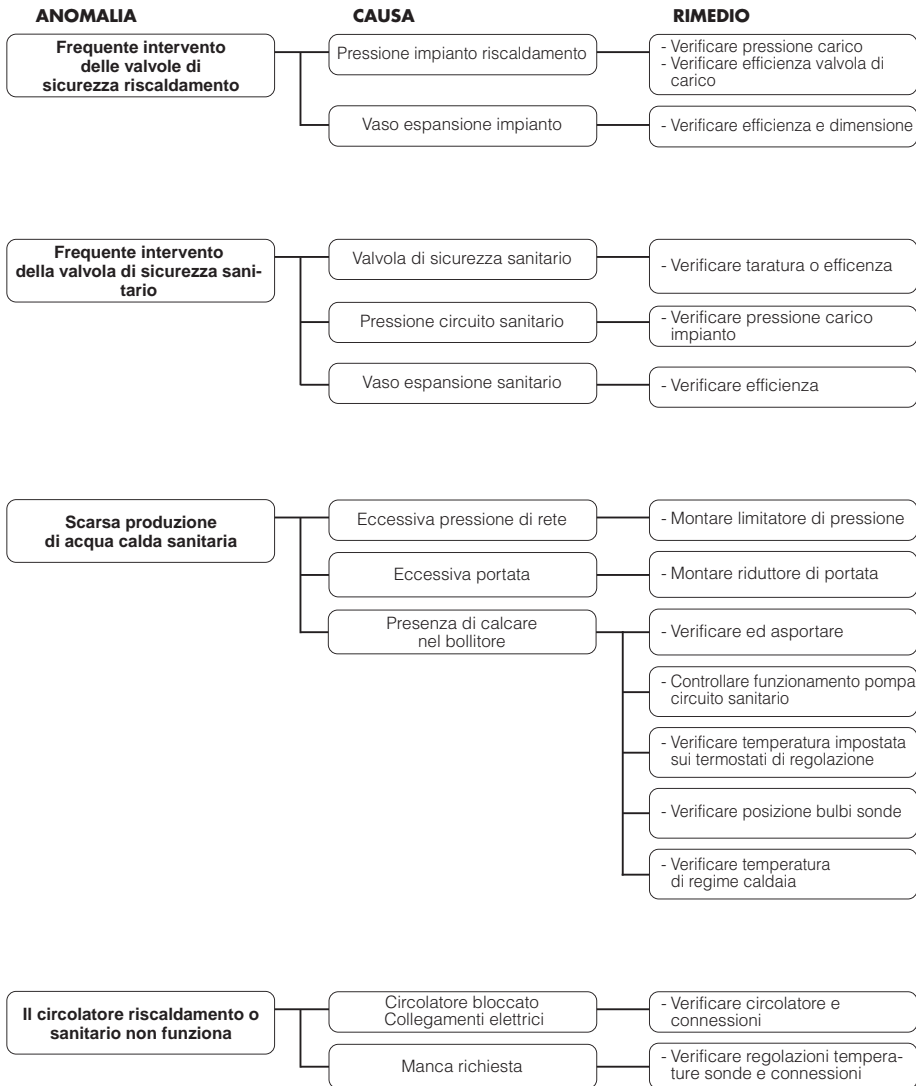 ANOMALIA CAUSA RIMEDIO
Frequente intervento
delle valvole di
sicurezza riscaldamento
Pressione impianto riscaldamento
- Verificare pressione carico
- Verificare efficienza valvola di
carico
Vaso espansione impianto
- Verificare efficienza e dimensione
Frequente intervento
della valvola di sicurezza sani-
tario
Valvola di sicurezza sanitario
- Verificare taratura o efficenza
Pressione circuito sanitario
- Verificare pressione carico
impianto
Vaso espansione sanitario
- Verificare efficienza
Scarsa produzione
di acqua calda sanitaria
Eccessiva pressione di rete
- Montare limitatore di pressione
Eccessiva portata
- Montare riduttore di portata
Presenza di calcare
nel bollitore
- Verificare ed asportare
- Controllare funzionamento pompa
circuito sanitario
- Verificare temperatura impostata
sui termostati di regolazione
- Verificare posizione bulbi sonde
- Verificare temperatura
di regime caldaia
Il circolatore riscaldamento o
sanitario non funziona
Circolatore bloccato
Collegamenti elettrici
- Verificare circolatore e
connessioni
Manca richiesta
- Verificare regolazioni tempera-
ture sonde e connessioni